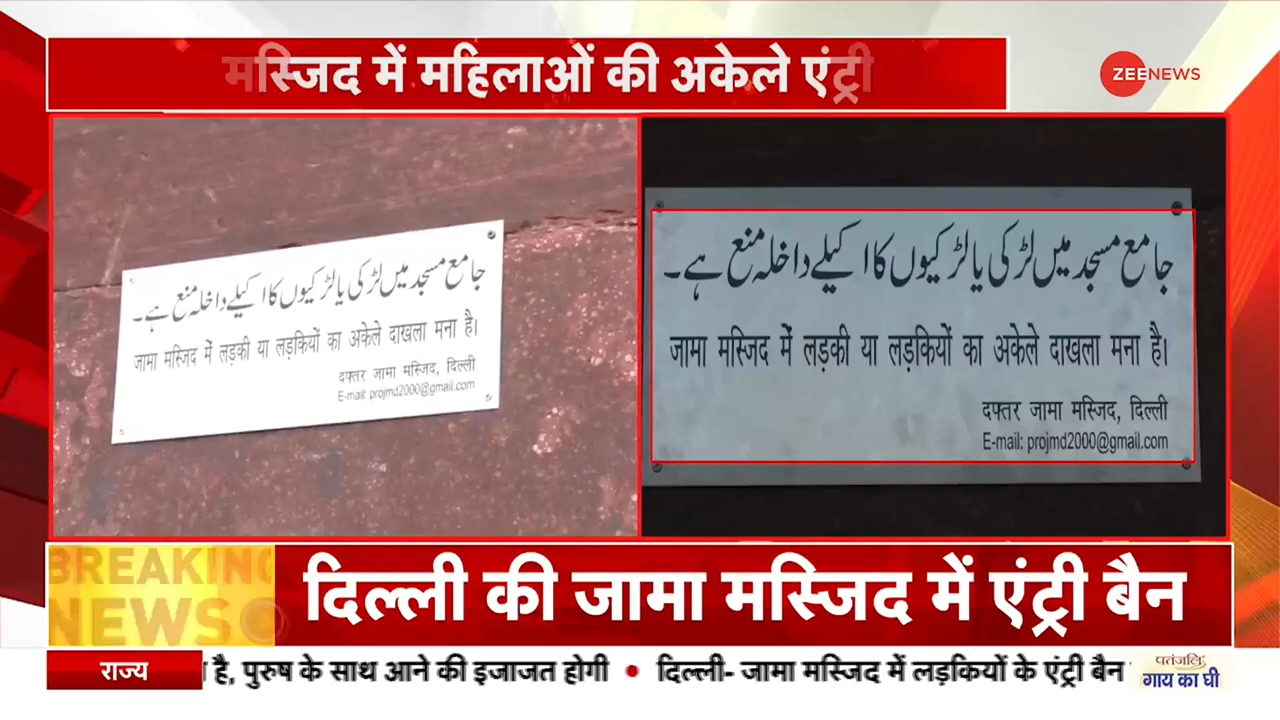 मस्जिद में महिलाओं की अकेले एंट्री
ZEENEWS
جامع مسجد میں لڑکی یا لڑکیوں کا اکیلے داخلہ منع ہے۔
जामा मस्जिद में लड़की या लड़कियों का अकेले दाखला मना है।
दफ्तर जामा मस्जिद, दिल्ली
E-mail: projmd2000@gmail.com
جامع مسجد میں لڑکی یا لڑکیوں کا اکیلے داخلہ منع ہے۔
जामा मस्जिद में लड़की या लड़कियों का अकेले दाखला मना है।
दफ्तर जामा मस्जिद, दिल्ली
E-mail: projmd2000@gmail.com
BREAKING
NEWS
दिल्ली की जामा मस्जिद में एंट्री बैन
राज्य
है, पुरुष के साथ आने की इजाजत होगी • दिल्ली- जामा मस्जिद में लड़कियों के एंट्री बैन
पतंजलि
गाय का घी